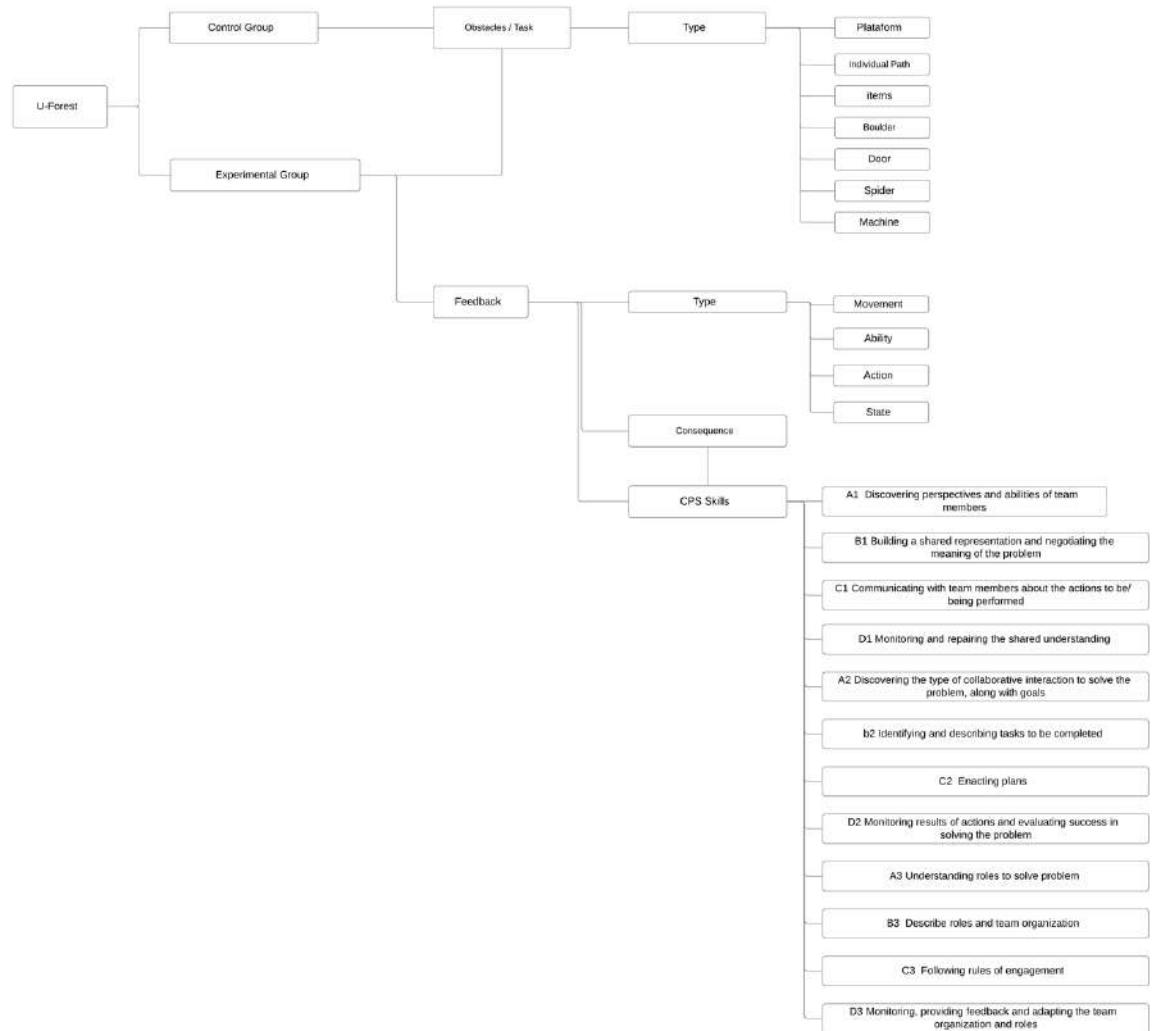 Control Group
Obstacles / Task
Type
Plataform
Individual Path
U-Forest
items
Boulder
Door
Experimental Group
Spider
Machine
Feedback
Type
Movement
Ability
Action
State
Consequence
CPS Skills
A1 Discovering perspectives and abilities of team
members
B1 Building a shared representation and negotiating the
meaning of the problem
C1 Communicating with team members about the actions to be/
being performed
D1 Monitoring and repairing the shared understanding
A2 Discovering the type of collaborative interaction to solve the
problem, along with goals
b2 Identifying and describing tasks to be completed
C2 Enacting plans
D2 Monitoring results of actions and evaluating success in
solving the problem
A3 Understanding roles to solve problem
B3 Describe roles and team organization
C3 Following rules of engagement
D3 Monitoring, providing feedback and adapting the team
organization and roles